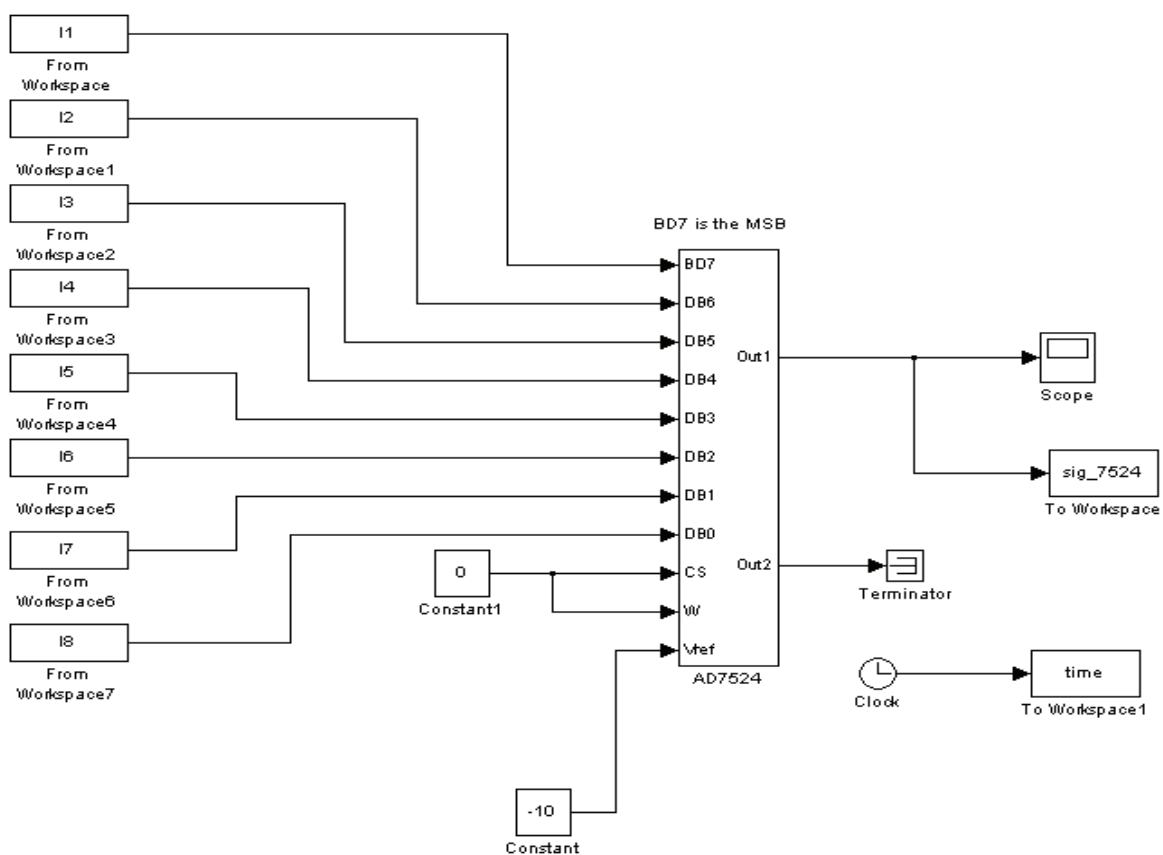 I1
From
Workspace
I2
From
Workspace1
I3
From
Workspace2
I4
From
Workspace3
I5
From
Workspace4
I6
From
Workspace5
I7
From
Workspace6
I8
From
Workspace7
0
Constant1
-10
Constant
BD7 is the MSB
BD7
DB6
DB5
DB4
DB3
DB2
DB1
DB0
CS
W
Vref
Out1
Out2
AD7524
Scope
sig_7524
To Workspace
Terminator
Clock
time
To Workspace1